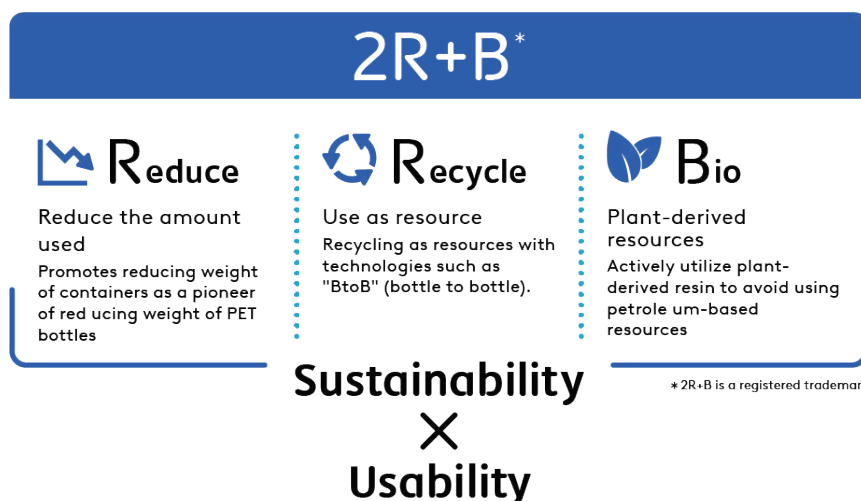 2R+B*
Reduce
Reduce the amount
used
Promotes reducing weight
of containers as a pioneer
of red ucing weight of PET
bottles
Recycle
Use as resource
Recycling as resources with
technologies such as
"BtoB" (bottle to bottle).
Bio
Plant-derived
resources
Actively utilize plant-
derived resin to avoid using
petrole um-based
resources
Sustainability
×
Usability
*2R+B is a registered trademar